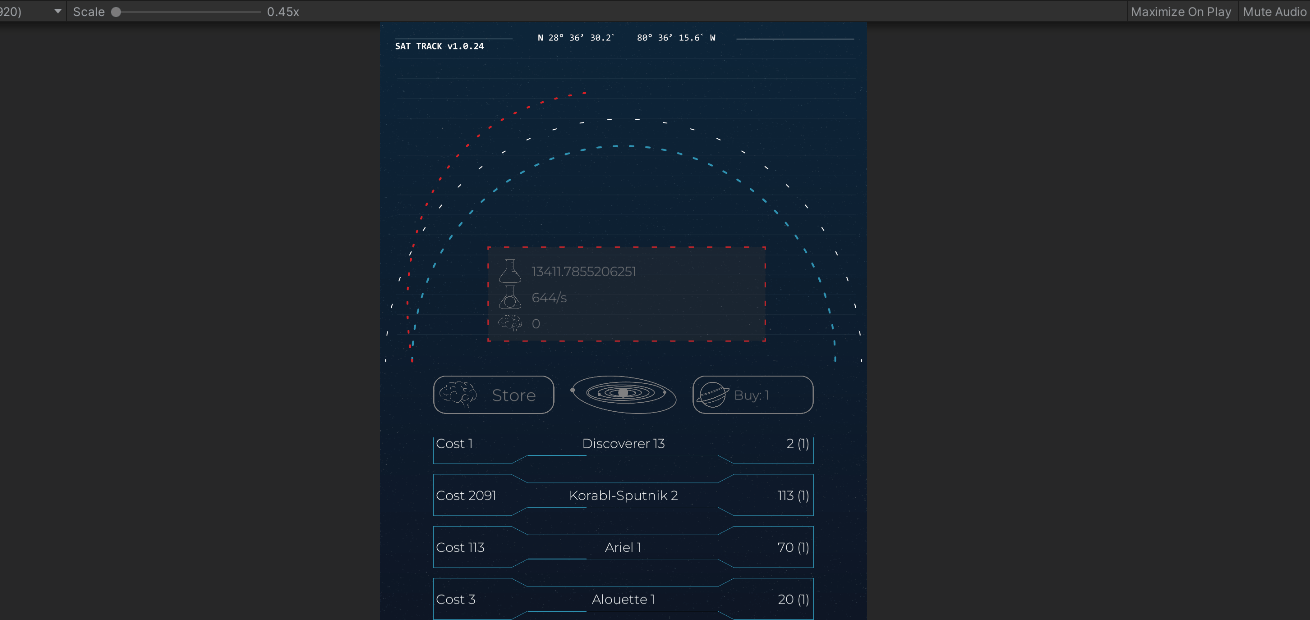 920)
Scale
0.45x
Maximize On Play
Mute Audio
N 28° 36’ 30.2″ 80° 36’ 15.6″ W
SAT TRACK v1.0.24
13411.7855206251
644/s
0
Store
Buy: 1
Cost 1 Discoverer 13 2 (1)
Cost 2091 Korabl-Sputnik 2 113 (1)
Cost 113 Ariel 1 70 (1)
Cost 3 Alouette 1 20 (1)